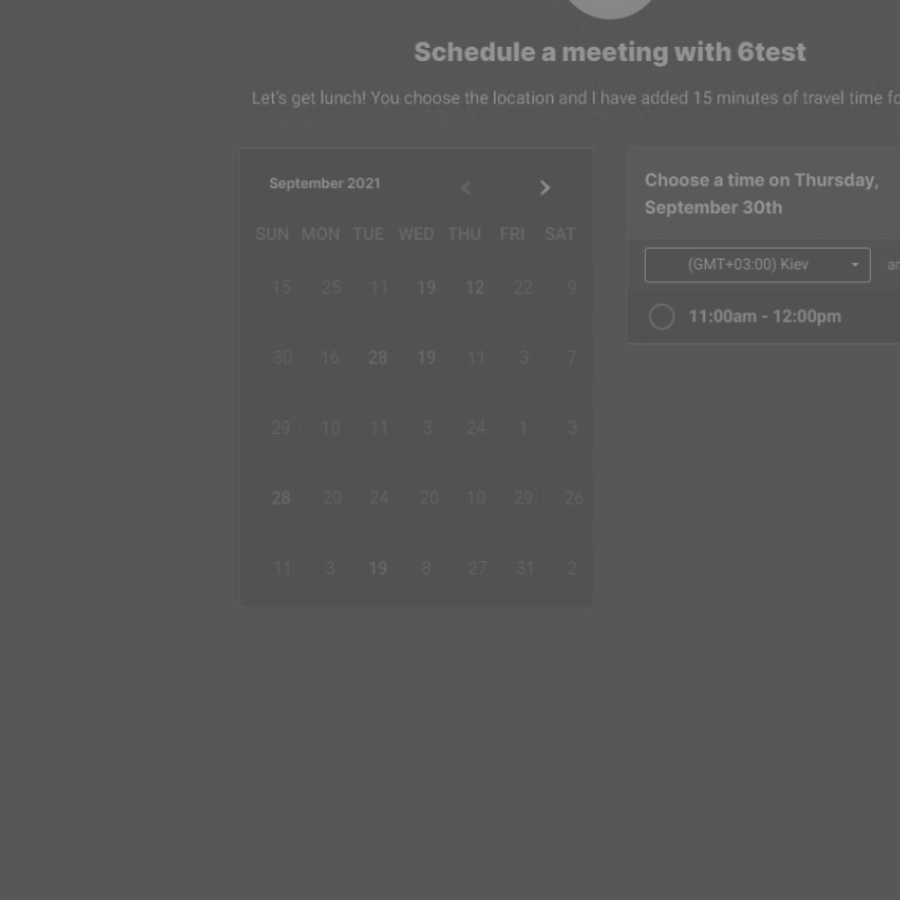 Schedule a meeting with 6test
Let's get lunch! You choose the location and I have added 15 minutes of travel time
September 2021
SUN MON TUE WED THU FRI SAT
15 25 11 19 12 22 9
30 16 28 19 11 3 7
29 10 11 3 24 1 3
28 20 24 20 10 29 26
11 3 19 8 27 31 2
Choose a time on Thursday,
September 30th
(GMT+03:00) Kiev
11:00am - 12:00pm